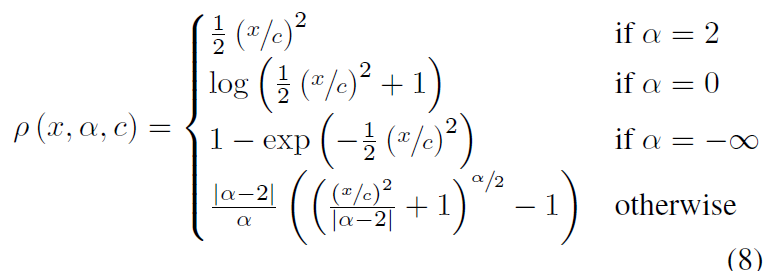 ρ (x, α, c) = { 
½ (x/c)² if α = 2
log (½ (x/c)² + 1) if α = 0
1 − exp (−½ (x/c)²) if α = −∞
|α−2|/α (((x/c)²/|α−2| + 1)^(α/2) − 1) otherwise
(8)